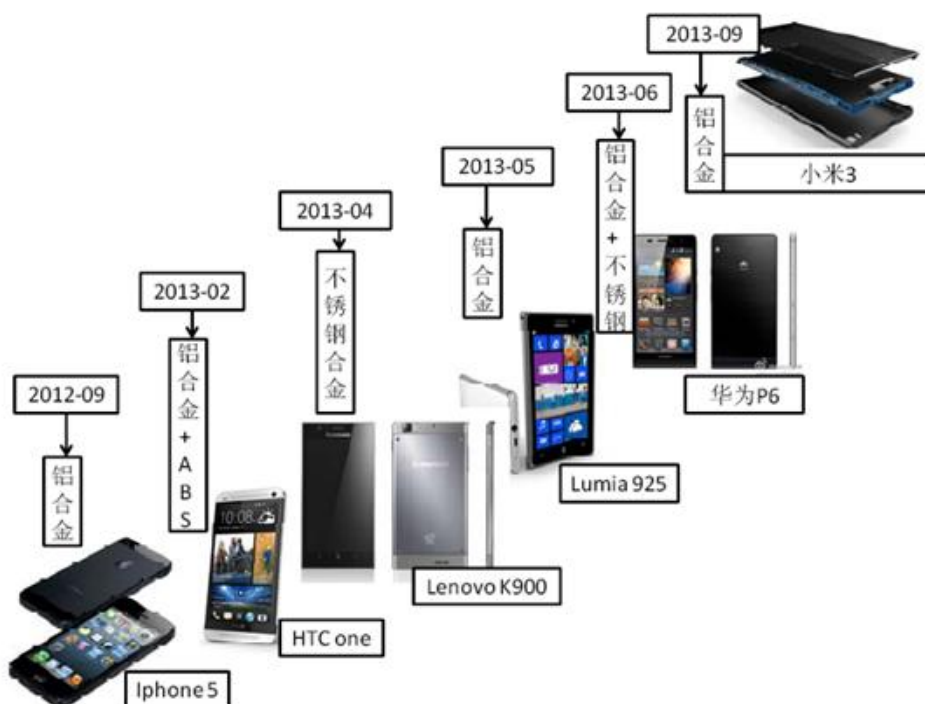 2012-09
铝合金
Iphone 5
2013-02
铝合金+ABS
HTC one
10:08
2013-04
不锈钢合金
Lenovo K900
2013-05
铝合金
Lumia 925
2013-06
铝合金+不锈钢
华为P6
2013-09
铝合金
小米3